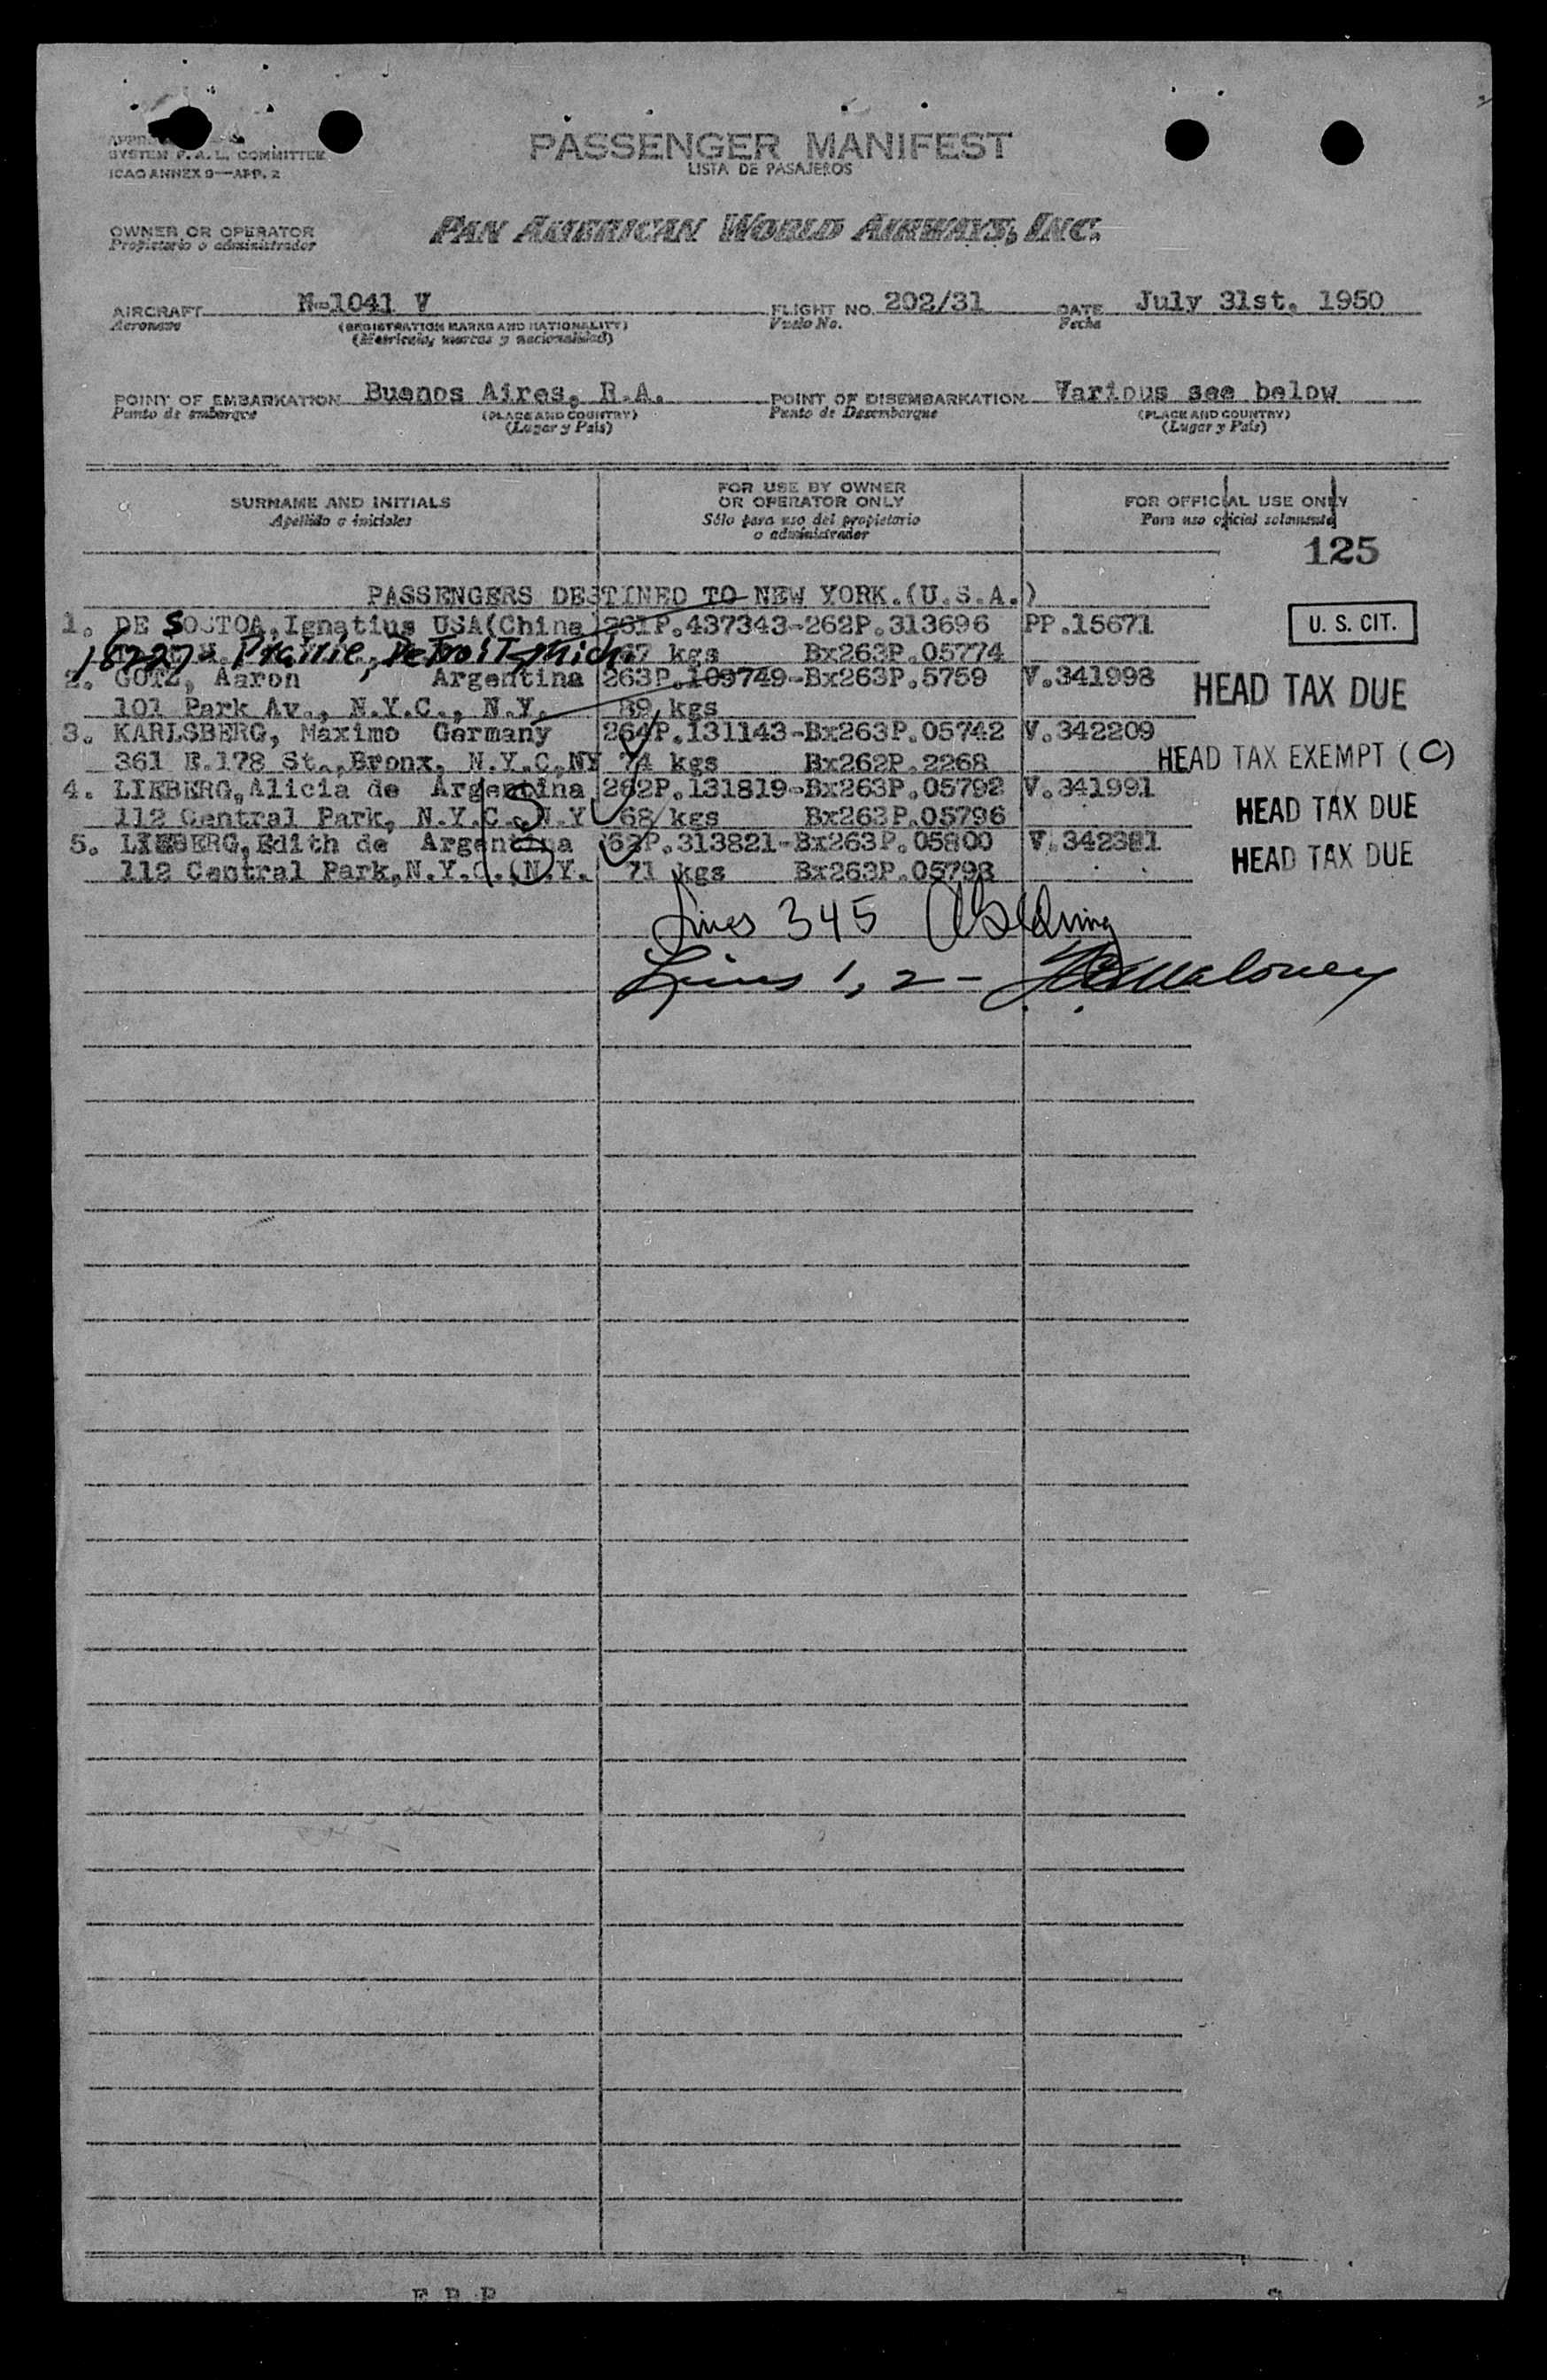 SYSTEM F.A.L. COMMITTEE
ICAO ANNEX 9—APP. 2
PASSENGER MANIFEST
LISTA DE PASAJEROS
OWNER OR OPERATOR
Propietario o administrador
PAN AMERICAN WORLD AIRWAYS, INC.
AIRCRAFT N-1041 V FLIGHT NO. 202/31 DATE July 31st. 1950
Aeronave (REGISTRATION MARKS AND NATIONALITY) Vuelo No. Fecha
(Matricula, marcas y nacionalidad)
POINT OF EMBARKATION Buenos Aires, R.A. POINT OF DISEMBARKATION Various see below
Punto de embarque (PLACE AND COUNTRY) Punto de Desembarque (PLACE AND COUNTRY)
(Lugar y País) (Lugar y País)
SURNAME AND INITIALS FOR USE BY OWNER OR OPERATOR ONLY FOR OFFICIAL USE ONLY
Apellido o iniciales Sólo para uso del propietario o administrador Para uso oficial solamente
125
PASSENGERS DESTINED TO NEW YORK.(U.S.A.)
1. DE SOSTOA,Ignatius USA(China 261P.437343-262P.313696 PP.15671 U. S. CIT.
Prairie, Detroit Mich. 67 kgs Bx263P.05774
2. GOTZ, Aaron Argentina 263P.109749-Bx263P.5759 V.341998 HEAD TAX DUE
101 Park Av., N.Y.C., N.Y. 89 kgs
3. KARLSBERG, Maximo Germany 264P.131143-Bx263P.05742 V.342209
361 E.178 St.,Bronx, N.Y.C,NY 74 kgs Bx262P.2268 HEAD TAX EXEMPT (C)
4. LIEBERG,Alicia de Argentina 262P.131819-Bx263P.05792 V.341991
112 Central Park, N.Y.C.,N.Y 68/kgs Bx263P.05796 HEAD TAX DUE
5. LIEBERG,Edith de Argentina 62P.313821-Bx263P.05800 V.342381
112 Central Park,N.Y.C.,N.Y. 71 kgs Bx263P.05798 HEAD TAX DUE
Lines 345
Lines 1, 2 - Maloney